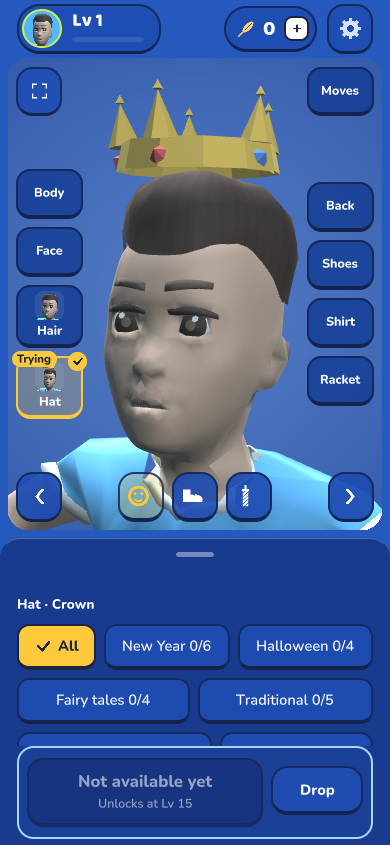 Lv 1
0
+
Moves
Body
Back
Face
Shoes
Hair
Shirt
Trying
Hat
Racket
Hat · Crown
All
New Year 0/6
Halloween 0/4
Fairy tales 0/4
Traditional 0/5
Not available yet
Unlocks at Lv 15
Drop